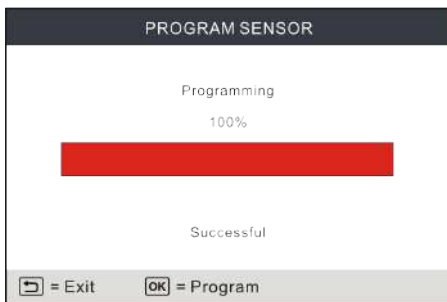 PROGRAM SENSOR
Programming
100%
Successful
= Exit OK = Program